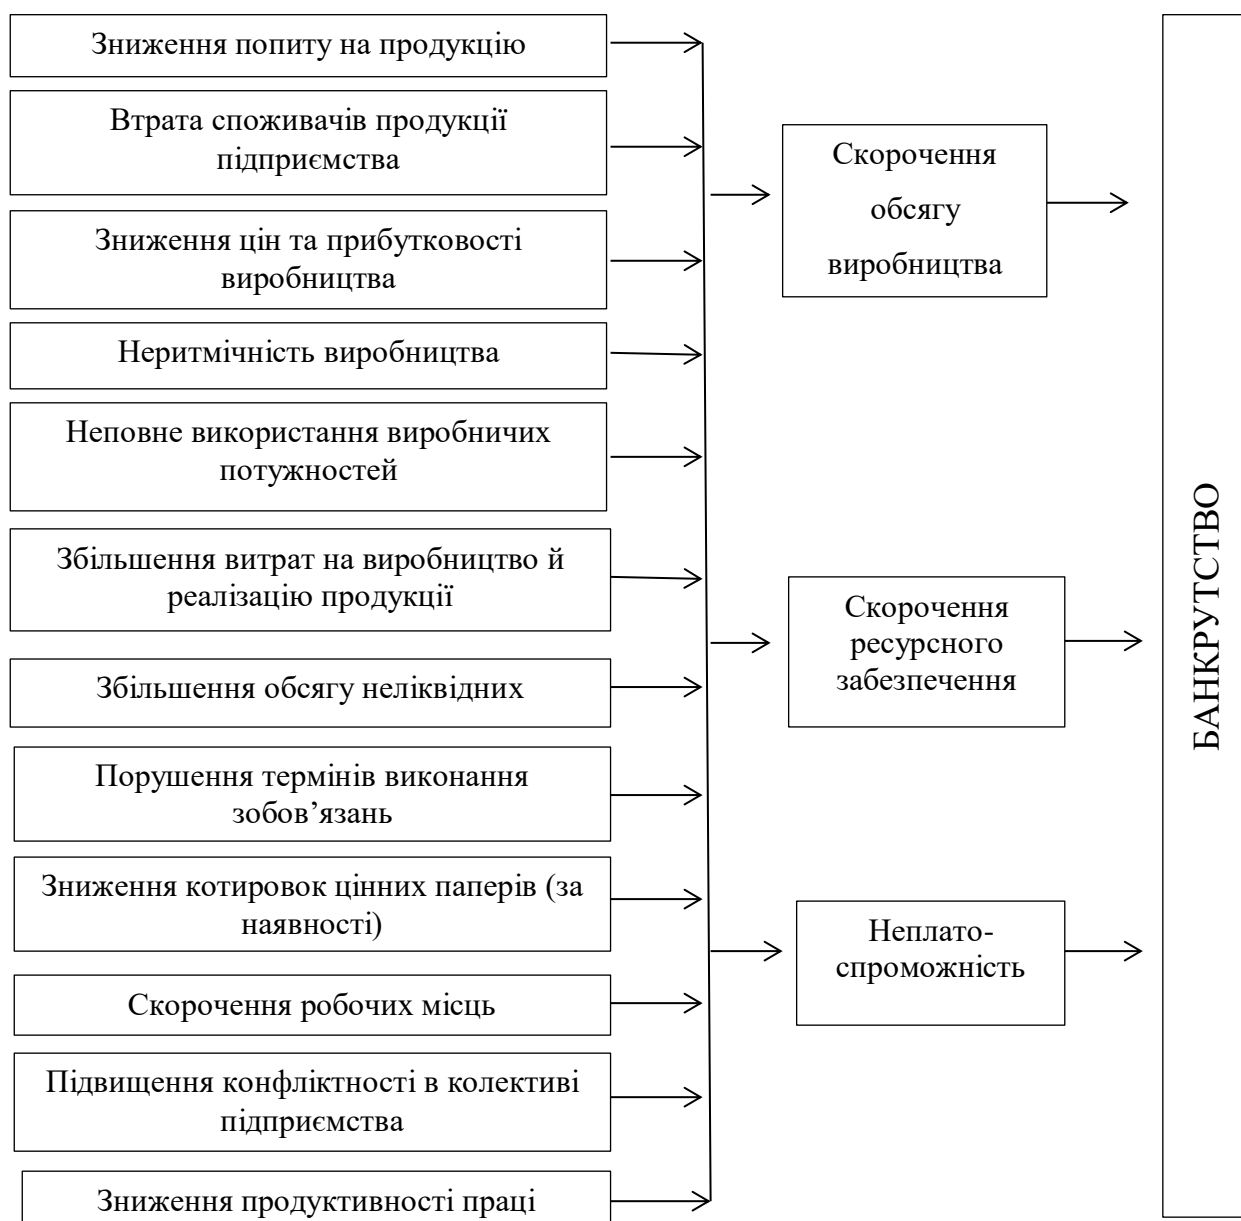 Зниження попиту на продукцію
Втрата споживачів продукції
підприємства
Зниження цін та прибутковості
виробництва
Неритмічність виробництва
Неповне використання виробничих
потужностей
Збільшення витрат на виробництво й
реалізацію продукції
Збільшення обсягу неліквідних
Порушення термінів виконання
зобов’язань
Зниження котировок цінних паперів (за
наявності)
Скорочення робочих місць
Підвищення конфліктності в колективі
підприємства
Зниження продуктивності праці
Скорочення
обсягу
виробництва
Скорочення
ресурсного
забезпечення
Неплато-
спроможність
БАНКРУТСТВО